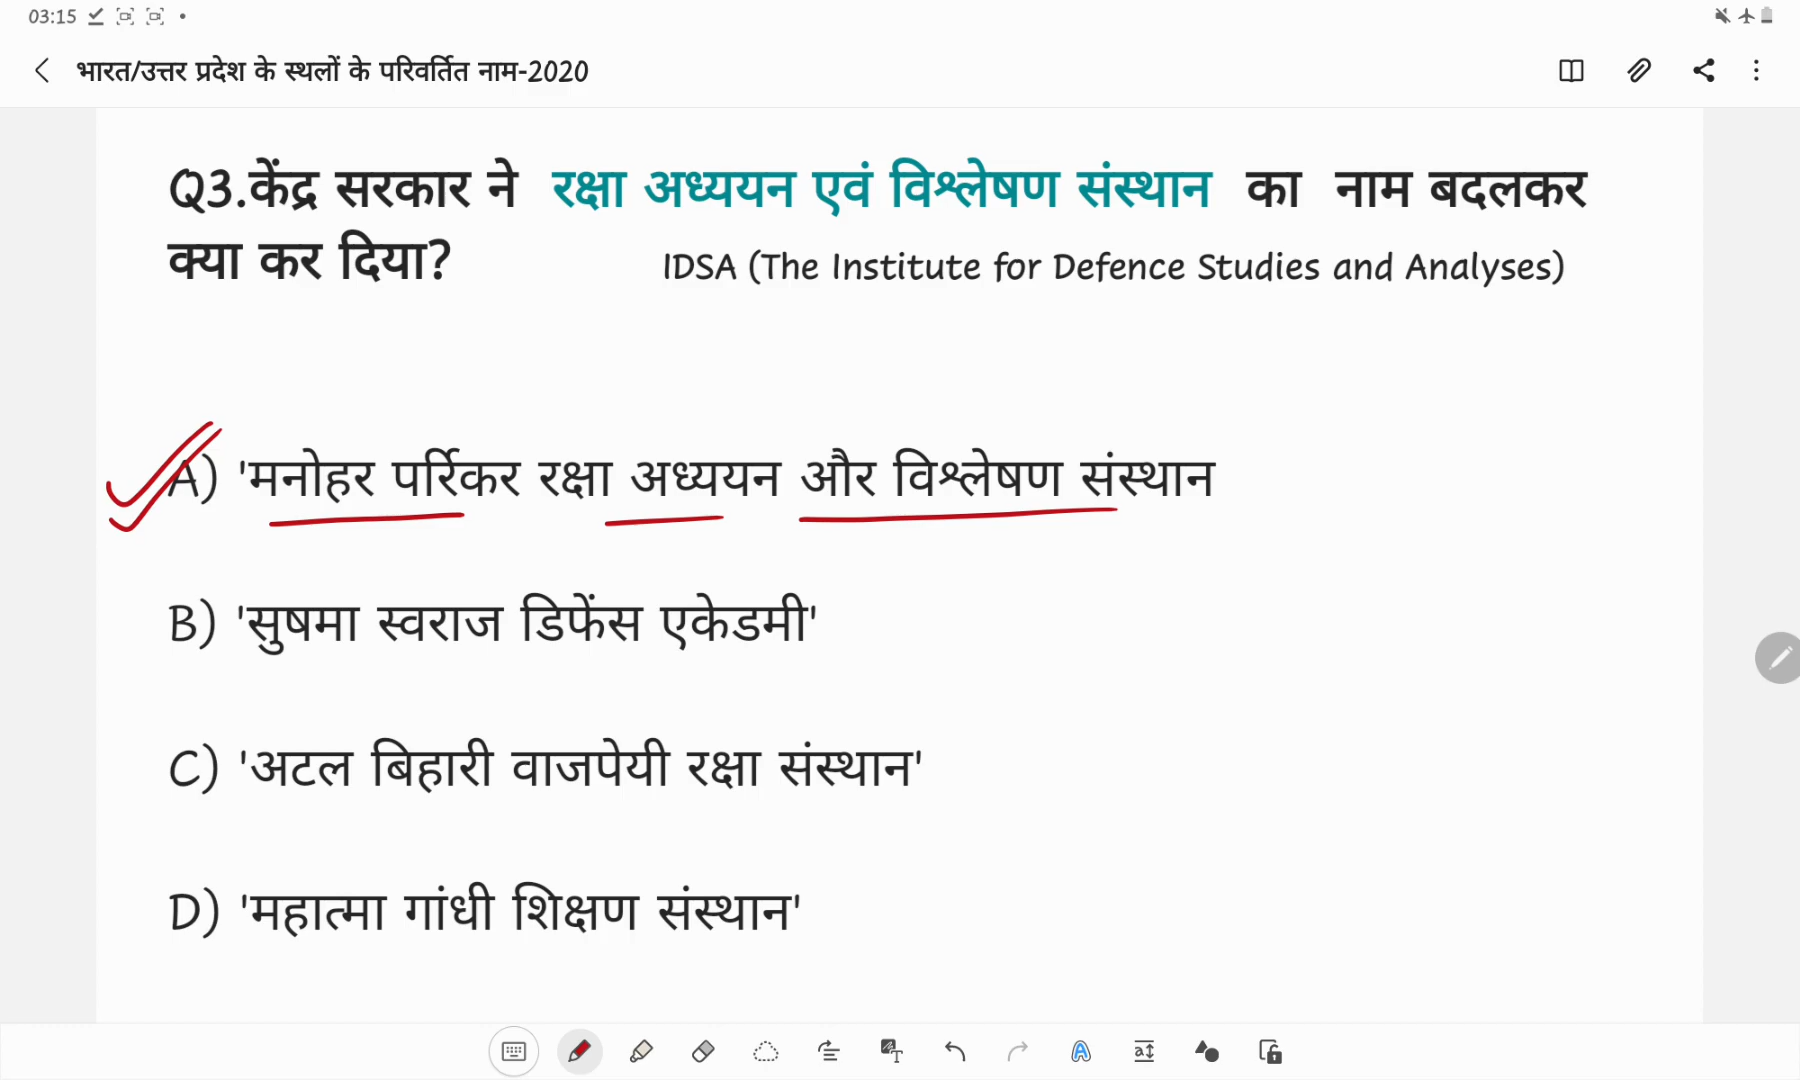 03:15
भारत/उत्तर प्रदेश के स्थलों के परिवर्तित नाम-2020
Q3.केंद्र सरकार ने रक्षा अध्ययन एवं विश्लेषण संस्थान का नाम बदलकर
क्या कर दिया? IDSA (The Institute for Defence Studies and Analyses)
A) 'मनोहर पर्रिकर रक्षा अध्ययन और विश्लेषण संस्थान
B) 'सुषमा स्वराज डिफेंस एकेडमी'
C) 'अटल बिहारी वाजपेयी रक्षा संस्थान'
D) 'महात्मा गांधी शिक्षण संस्थान'